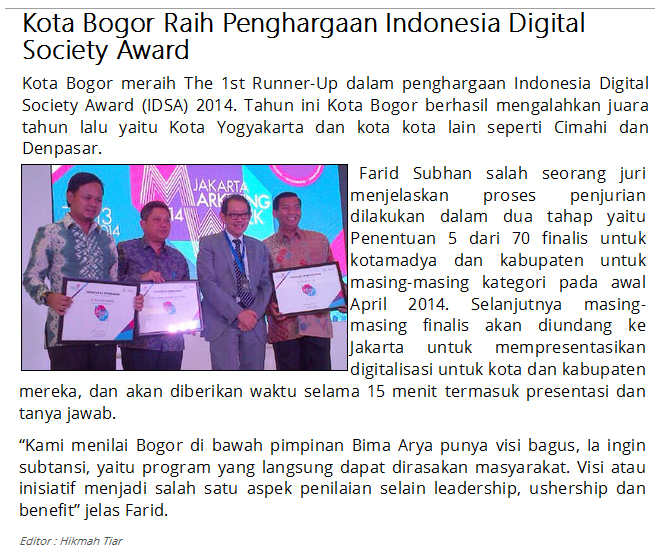 Kota Bogor Raih Penghargaan Indonesia Digital
Society Award
Kota Bogor meraih The 1st Runner-Up dalam penghargaan Indonesia Digital
Society Award (IDSA) 2014. Tahun ini Kota Bogor berhasil mengalahkan juara
tahun lalu yaitu Kota Yogyakarta dan kota kota lain seperti Cimahi dan
Denpasar.
JAKARTA
MARKETING
WEEK
Farid Subhan salah seorang juri
menjelaskan proses penjurian
dilakukan dalam dua tahap yaitu
Penentuan 5 dari 70 finalis untuk
kotamadya dan kabupaten untuk
masing-masing kategori pada awal
April 2014. Selanjutnya masing-
masing finalis akan diundang ke
Jakarta untuk mempresentasikan
digitalisasi untuk kota dan kabupaten
mereka, dan akan diberikan waktu selama 15 menit termasuk presentasi dan
tanya jawab.
“Kami menilai Bogor di bawah pimpinan Bima Arya punya visi bagus, Ia ingin
subtansi, yaitu program yang langsung dapat dirasakan masyarakat. Visi atau
inisiatif menjadi salah satu aspek penilaian selain leadership, ushership dan
benefit” jelas Farid.
Editor : Hikmah Tiar